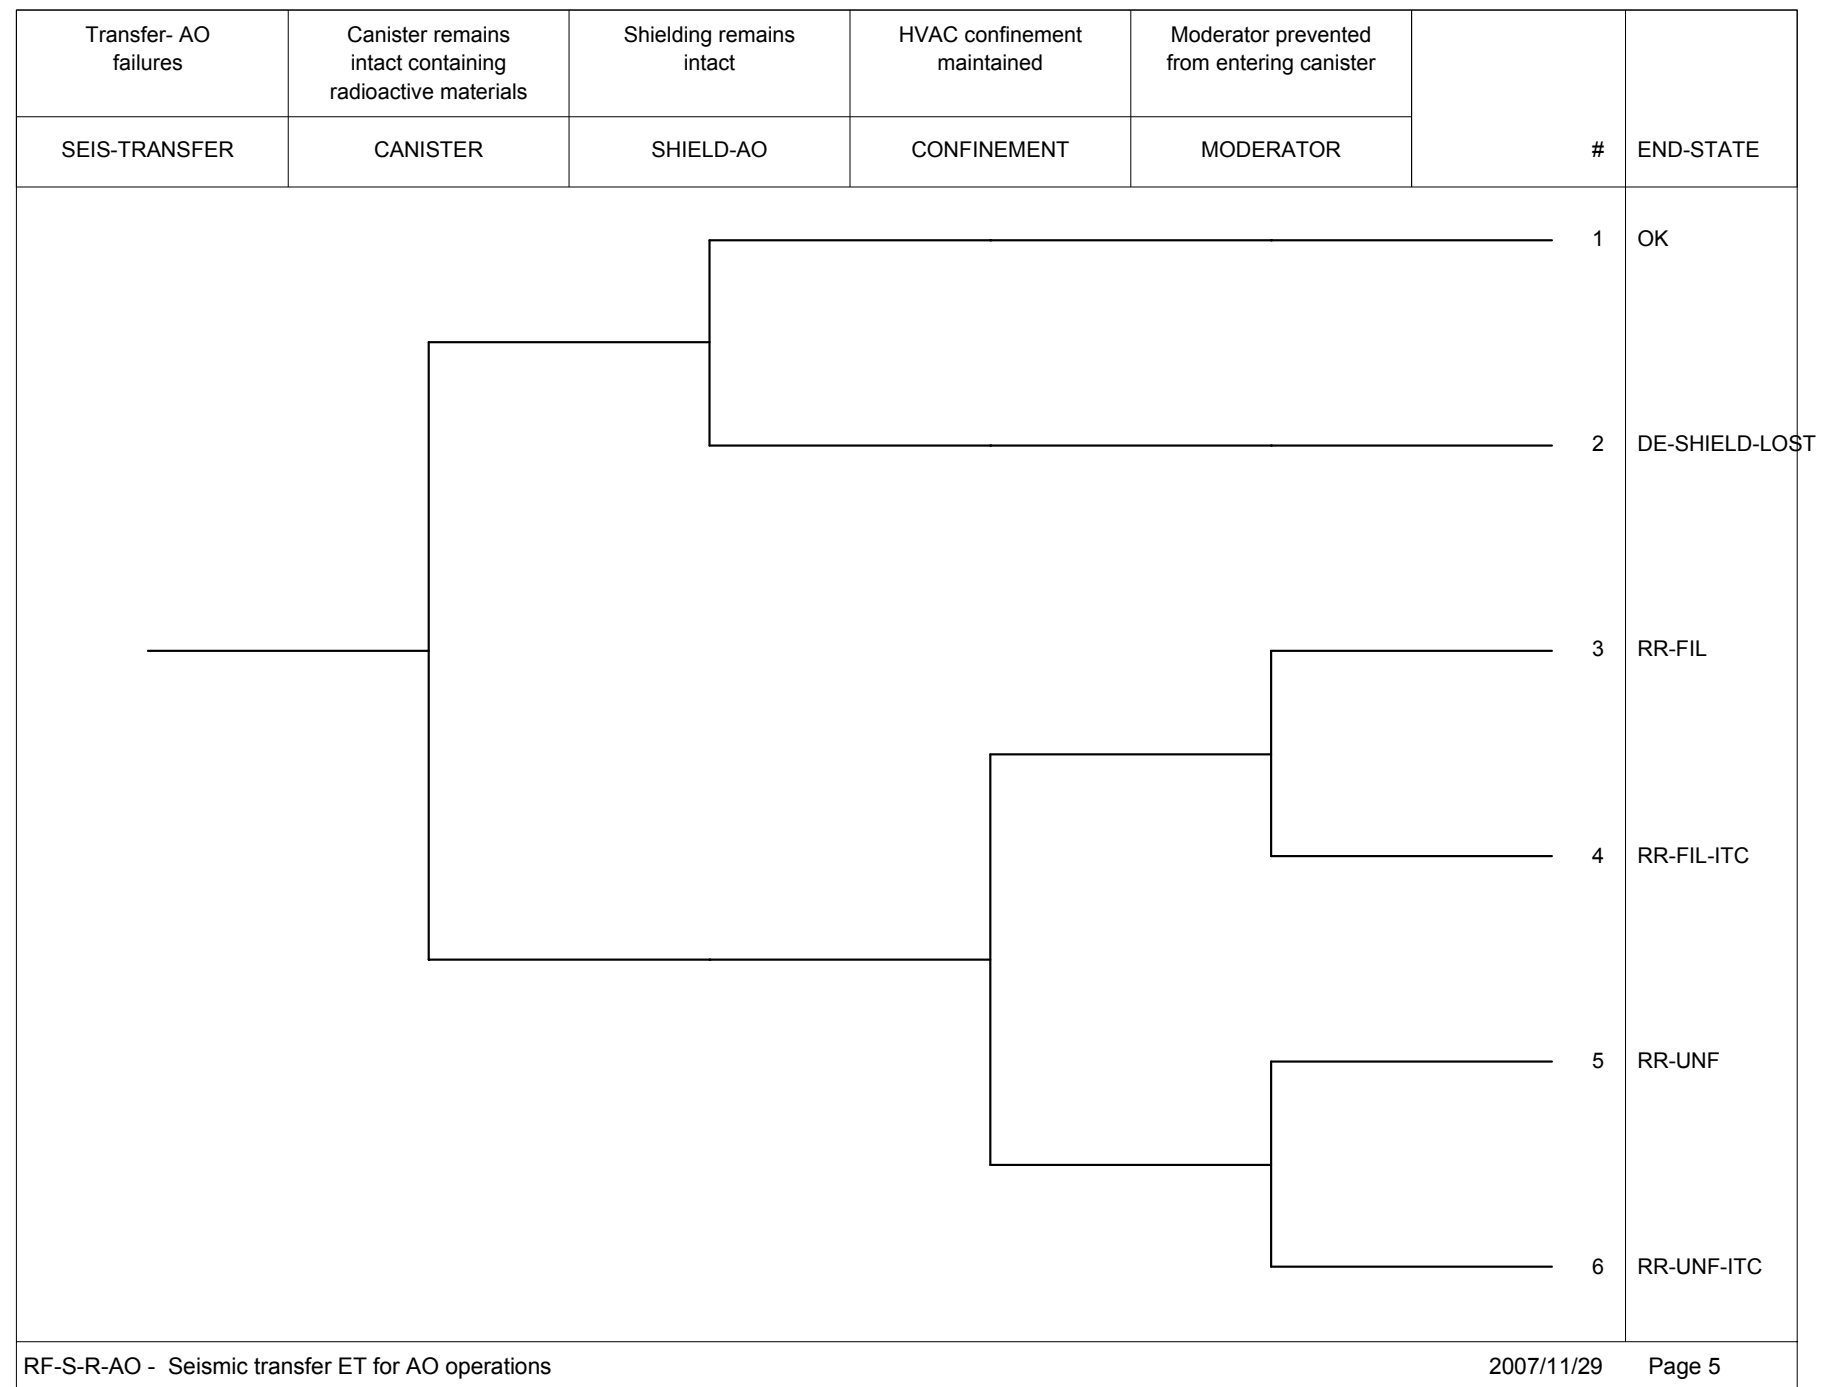 Transfer- AO
failures
Canister remains
intact containing
radioactive materials
Shielding remains
intact
HVAC confinement
maintained
Moderator prevented
from entering canister
SEIS-TRANSFER
CANISTER
SHIELD-AO
CONFINEMENT
MODERATOR
#
END-STATE
1 OK
2 DE-SHIELD-LOST
3 RR-FIL
4 RR-FIL-ITC
5 RR-UNF
6 RR-UNF-ITC
RF-S-R-AO - Seismic transfer ET for AO operations
2007/11/29 Page 5